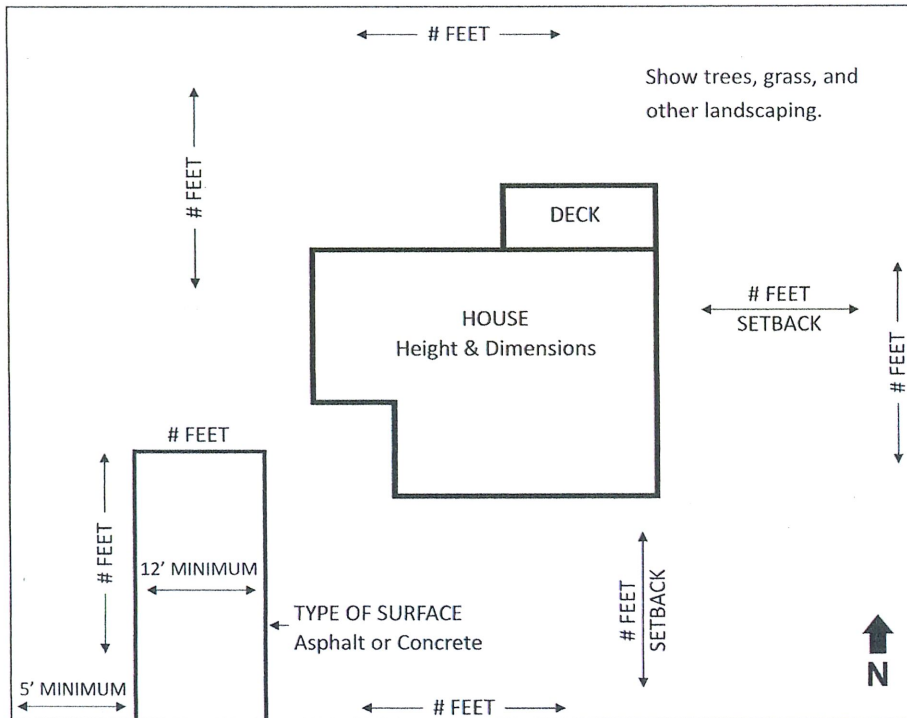 # FEET
Show trees, grass, and
other landscaping.
# FEET
DECK
# FEET
SETBACK
HOUSE
Height & Dimensions
# FEET
# FEET
# FEET
12' MINIMUM
TYPE OF SURFACE
Asphalt or Concrete
# FEET
SETBACK
N
5' MINIMUM
# FEET